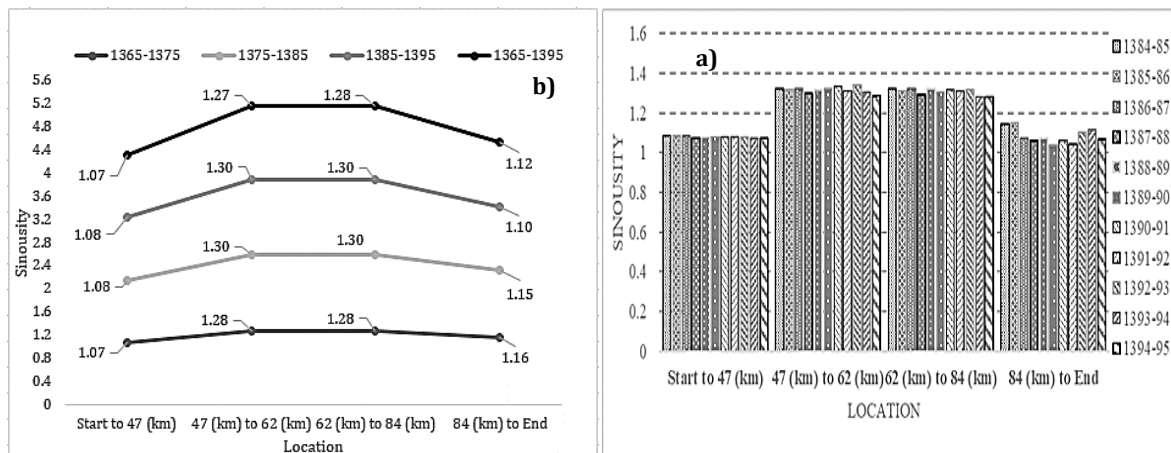 1365-1375 1375-1385 1385-1395 1365-1395
b)
5.6
5.2
4.8
4.4
4
3.6
3.2
2.8
2.4
2
1.6
1.2
0.8
0.4
0
Sinousity
1.07 1.27 1.28 1.12
1.08 1.30 1.30 1.10
1.08 1.30 1.30 1.15
1.07 1.28 1.28 1.16
Start to 47 (km) 47 (km) to 62 (km) 62 (km) to 84 (km) 84 (km) to End
Location
a)
1.6
1.4
1.2
1
0.8
0.6
0.4
0.2
0
SINOUSITY
Start to 47 (km) 47 (km) to 62 (km) 62 (km) to 84 (km) 84 (km) to End
LOCATION
1384-85
1385-86
1386-87
1387-88
1388-89
1389-90
1390-91
1391-92
1392-93
1393-94
1394-95